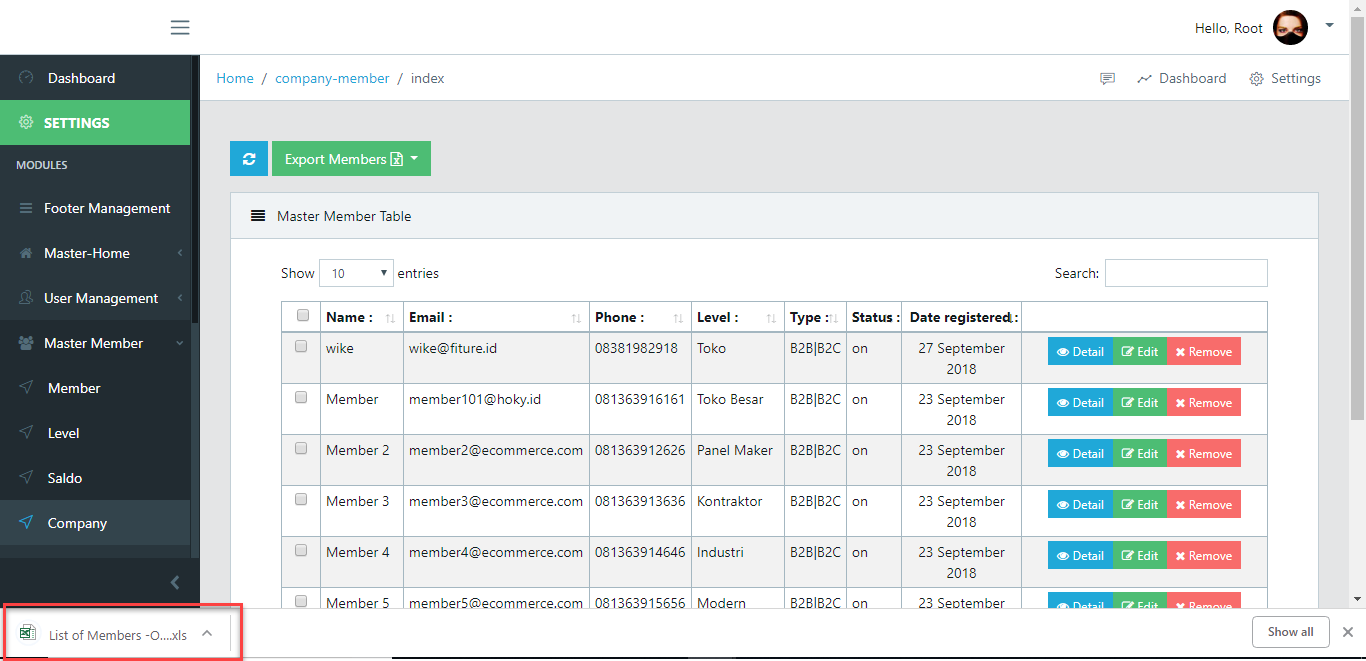 Hello, Root
Dashboard
SETTINGS
MODULES
Footer Management
Master-Home
User Management
Master Member
Member
Level
Saldo
Company
Home / company-member / index
Dashboard
Settings
Export Members
Master Member Table
Show 10 entries
Search:
Name : Email : Phone : Level : Type : Status : Date registered :
wike wike@fiture.id 08381982918 Toko B2B|B2C on 27 September 2018 Detail Edit Remove
Member member101@hoky.id 081363916161 Toko Besar B2B|B2C on 23 September 2018 Detail Edit Remove
Member 2 member2@ecommerce.com 081363912626 Panel Maker B2B|B2C on 23 September 2018 Detail Edit Remove
Member 3 member3@ecommerce.com 081363913636 Kontraktor B2B|B2C on 23 September 2018 Detail Edit Remove
Member 4 member4@ecommerce.com 081363914646 Industri B2B|B2C on 23 September 2018 Detail Edit Remove
Member 5 member5@ecommerce.com 081363915656 Modern B2B|B2C on 23 September Detail Edit Remove
List of Members -O....xls
Show all